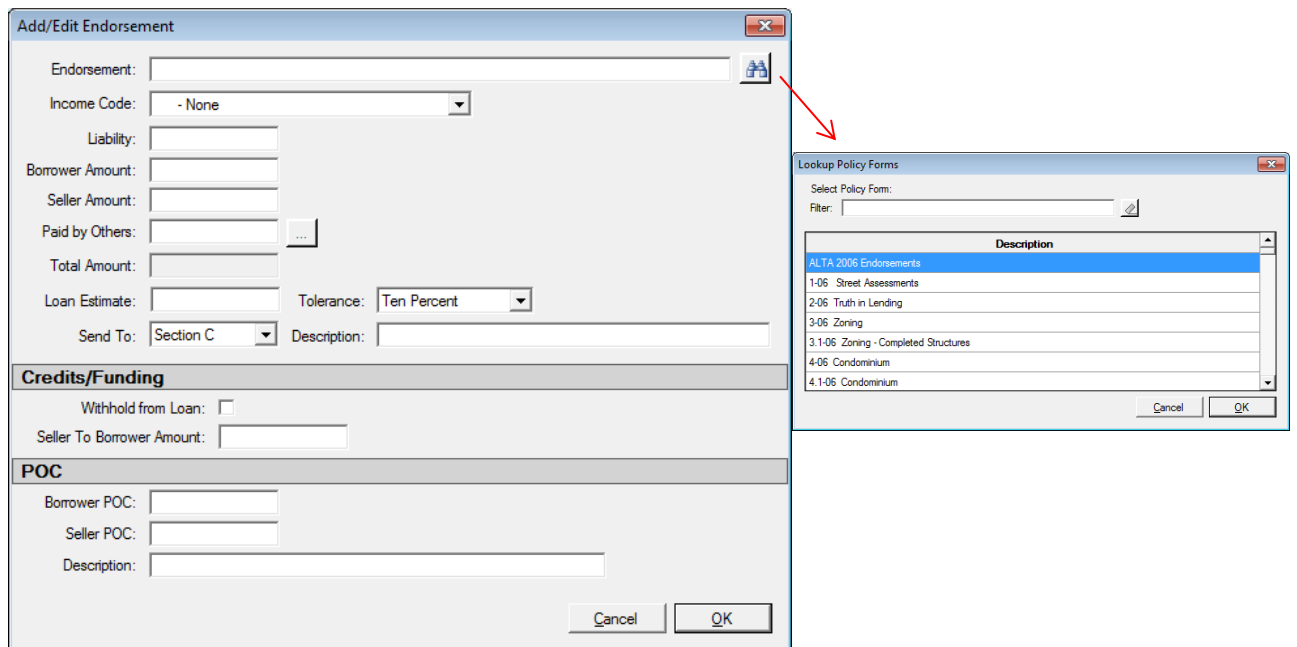 Add/Edit Endorsement
Endorsement:
Income Code: - None
Liability:
Borrower Amount:
Seller Amount:
Paid by Others: ...
Total Amount:
Loan Estimate: Tolerance: Ten Percent
Send To: Section C Description:
Credits/Funding
Withhold from Loan:
Seller To Borrower Amount:
POC
Borrower POC:
Seller POC:
Description:
Cancel OK
Lookup Policy Forms
Select Policy Form:
Filter:
Description
ALTA 2006 Endorsements
1-06 Street Assessments
2-06 Truth in Lending
3-06 Zoning
3.1-06 Zoning - Completed Structures
4-06 Condominium
4.1-06 Condominium
Cancel OK